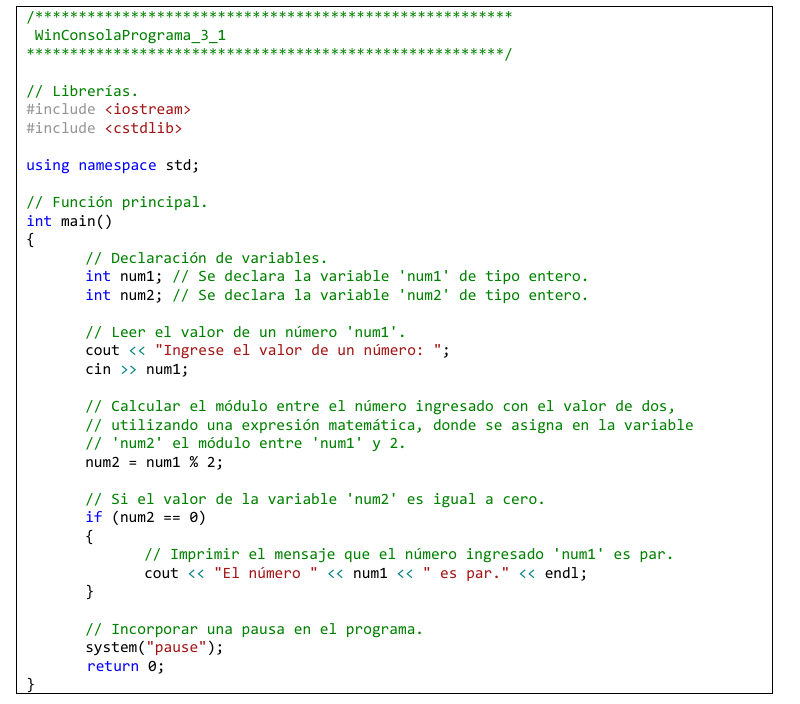 /*******************************************************
WinConsolaPrograma_3_1
*******************************************************/
// Librerías.
#include <iostream>
#include <cstdlib>
using namespace std;
// Función principal.
int main()
{
// Declaración de variables.
int num1; // Se declara la variable 'num1' de tipo entero.
int num2; // Se declara la variable 'num2' de tipo entero.
// Leer el valor de un número 'num1'.
cout << "Ingrese el valor de un número: ";
cin >> num1;
// Calcular el módulo entre el número ingresado con el valor de dos,
// utilizando una expresión matemática, donde se asigna en la variable
// 'num2' el módulo entre 'num1' y 2.
num2 = num1 % 2;
// Si el valor de la variable 'num2' es igual a cero.
if (num2 == 0)
{
// Imprimir el mensaje que el número ingresado 'num1' es par.
cout << "El número " << num1 << " es par." << endl;
}
// Incorporar una pausa en el programa.
system("pause");
return 0;
}